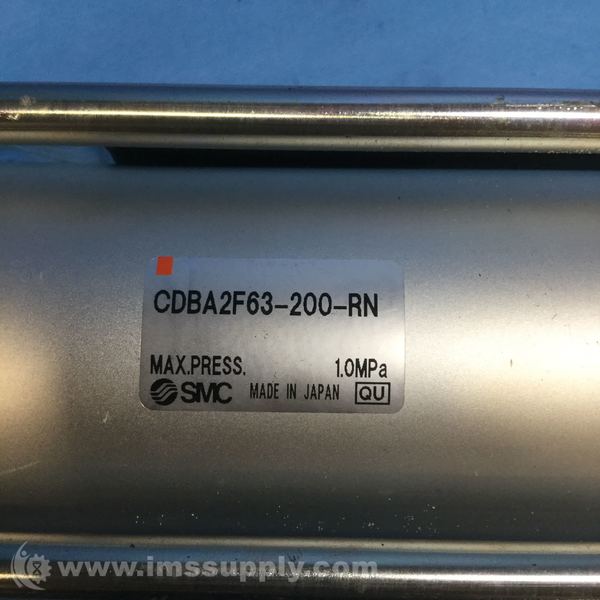 CDBA2F63-200-RN
MAX.PRESS. 1.0MPa
SMC MADE IN JAPAN QU
www.imssupply.com